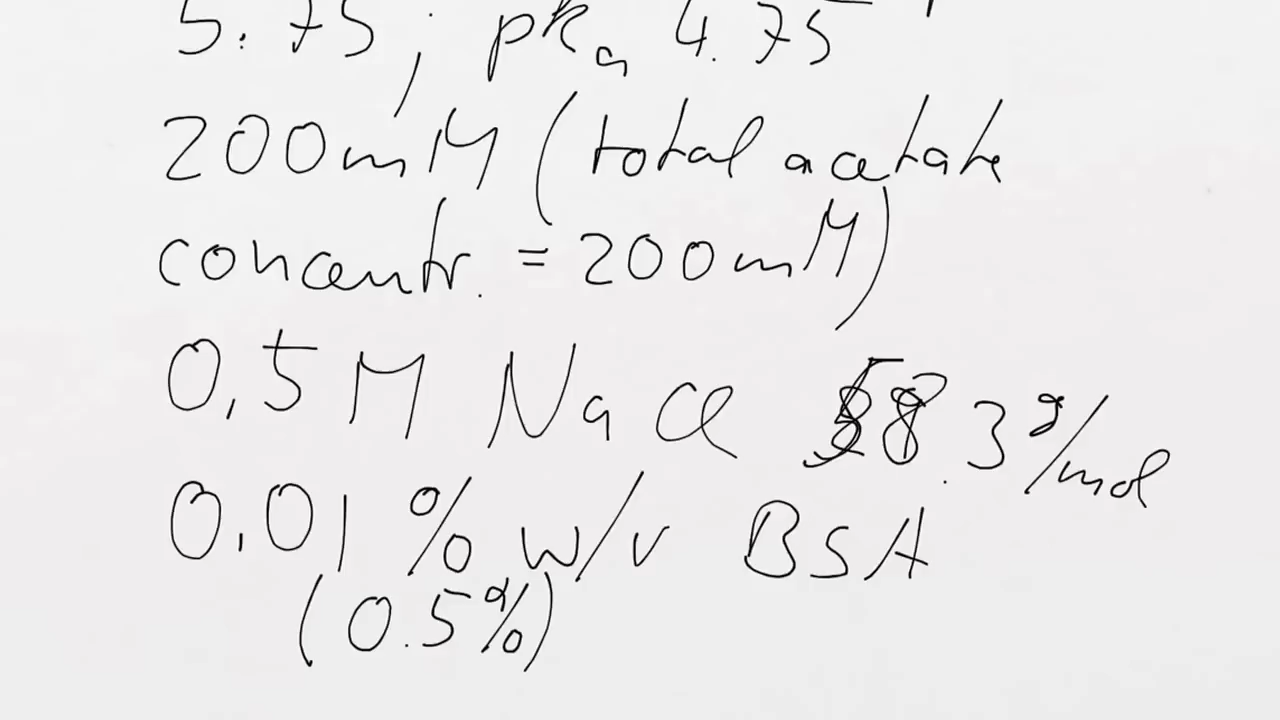 5.75; pKa 4.75
200mM (total acetate
concentr. = 200mM)
0,5M NaCl 58.3 g/mol
0.01% w/v BSA
(0.5%)